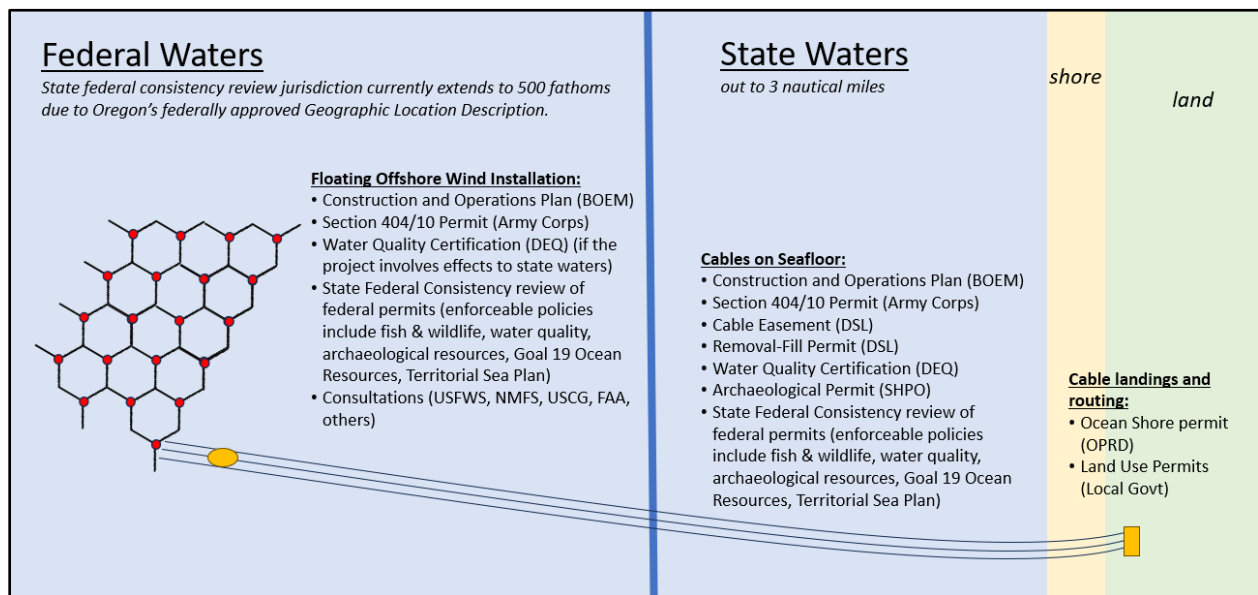 Federal Waters
State federal consistency review jurisdiction currently extends to 500 fathoms
due to Oregon's federally approved Geographic Location Description.
Floating Offshore Wind Installation:
• Construction and Operations Plan (BOEM)
• Section 404/10 Permit (Army Corps)
• Water Quality Certification (DEQ) (if the
project involves effects to state waters)
• State Federal Consistency review of
federal permits (enforceable policies
include fish & wildlife, water quality,
archaeological resources, Goal 19 Ocean
Resources, Territorial Sea Plan)
• Consultations (USFWS, NMFS, USCG, FAA,
others)
State Waters
out to 3 nautical miles
Cables on Seafloor:
• Construction and Operations Plan (BOEM)
• Section 404/10 Permit (Army Corps)
• Cable Easement (DSL)
• Removal-Fill Permit (DSL)
• Water Quality Certification (DEQ)
• Archaeological Permit (SHPO)
• State Federal Consistency review of
federal permits (enforceable policies
include fish & wildlife, water quality,
archaeological resources, Goal 19 Ocean
Resources, Territorial Sea Plan)
shore
land
Cable landings and
routing:
• Ocean Shore permit
(OPRD)
• Land Use Permits
(Local Govt)